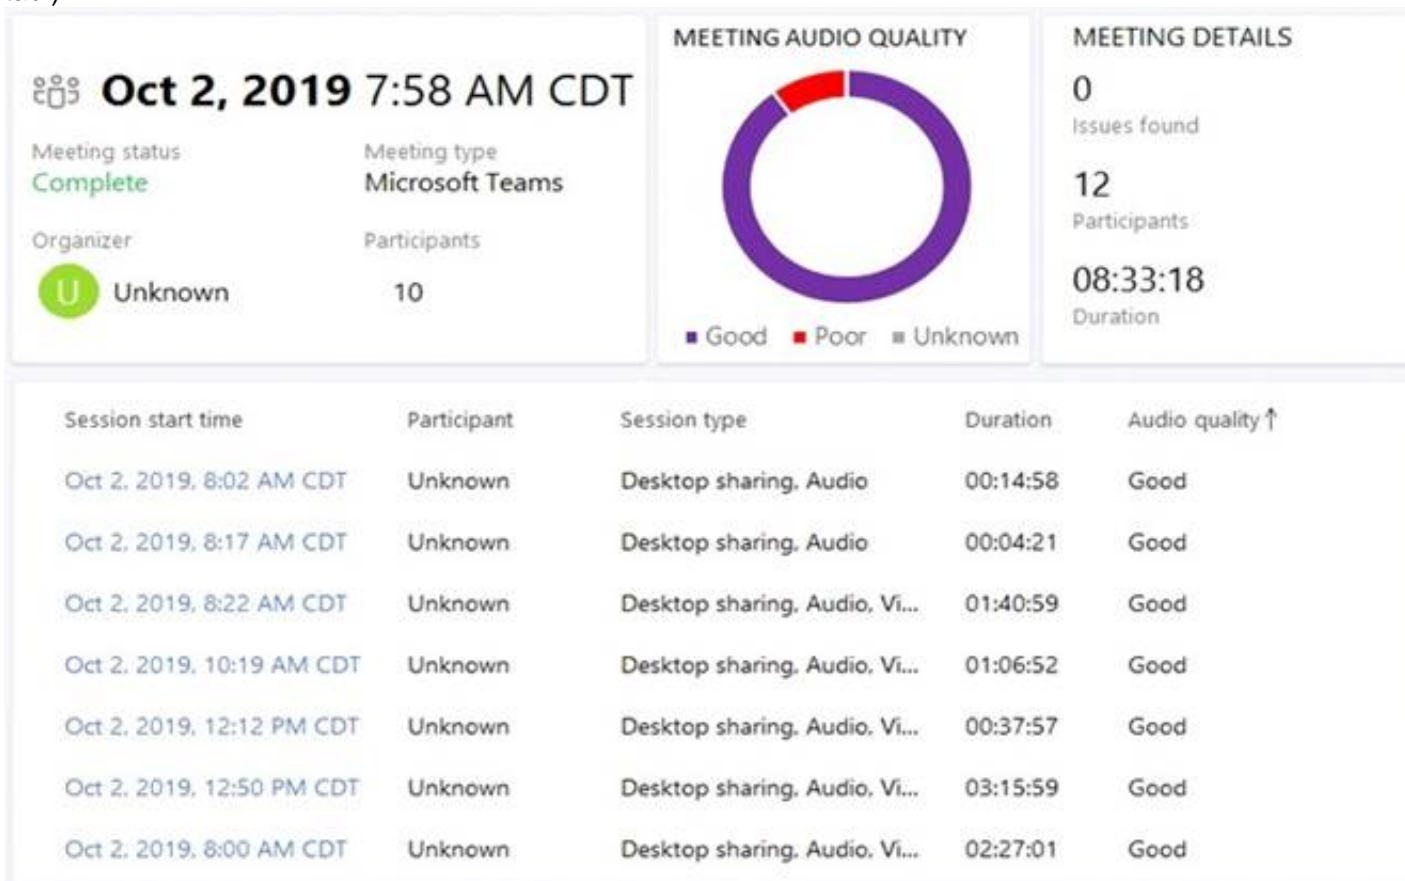 Oct 2, 2019 7:58 AM CDT
Meeting status
Complete
Meeting type
Microsoft Teams
Organizer
U Unknown
Participants
10
MEETING AUDIO QUALITY
Good Poor Unknown
MEETING DETAILS
0
Issues found
12
Participants
08:33:18
Duration
Session start time Participant Session type Duration Audio quality↑
Oct 2, 2019, 8:02 AM CDT Unknown Desktop sharing, Audio 00:14:58 Good
Oct 2, 2019, 8:17 AM CDT Unknown Desktop sharing, Audio 00:04:21 Good
Oct 2, 2019, 8:22 AM CDT Unknown Desktop sharing, Audio, Vi... 01:40:59 Good
Oct 2, 2019, 10:19 AM CDT Unknown Desktop sharing, Audio, Vi... 01:06:52 Good
Oct 2, 2019, 12:12 PM CDT Unknown Desktop sharing, Audio, Vi... 00:37:57 Good
Oct 2, 2019, 12:50 PM CDT Unknown Desktop sharing, Audio, Vi... 03:15:59 Good
Oct 2, 2019, 8:00 AM CDT Unknown Desktop sharing, Audio, Vi... 02:27:01 Good